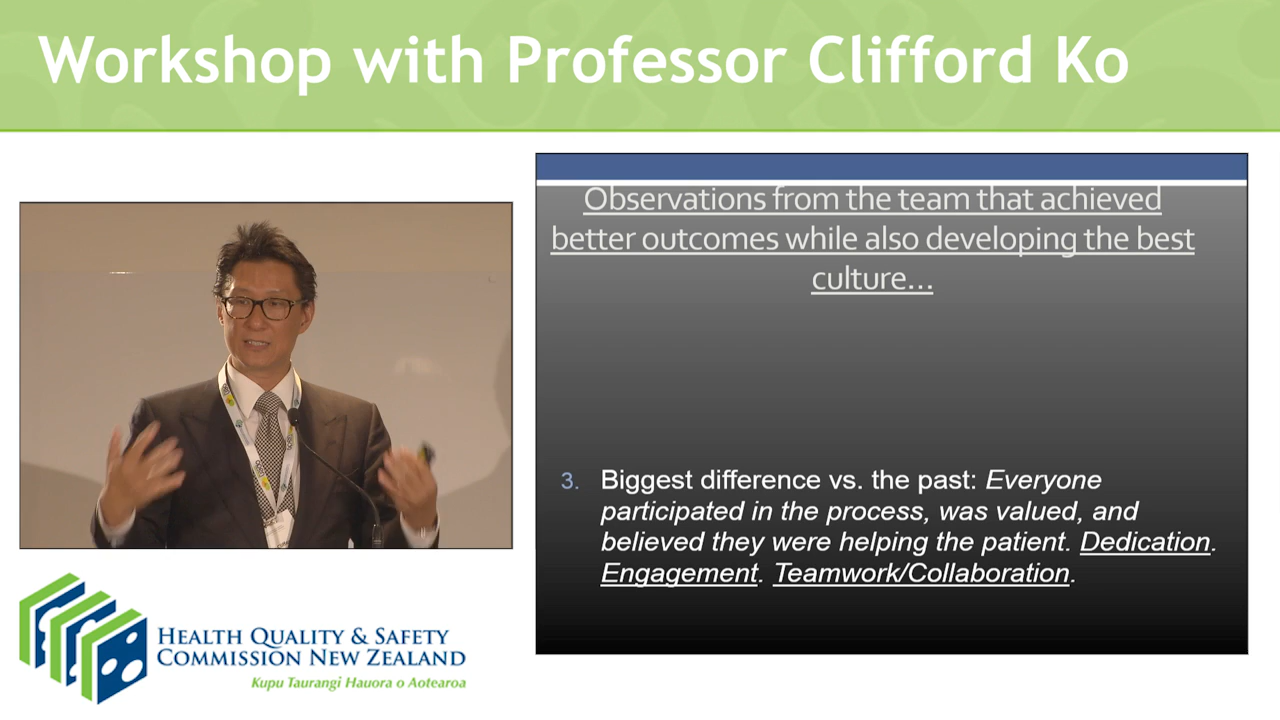 Workshop with Professor Clifford Ko
Observations from the team that achieved
better outcomes while also developing the best
culture...
3. Biggest difference vs. the past: Everyone
participated in the process, was valued, and
believed they were helping the patient. Dedication.
Engagement. Teamwork/Collaboration.
HEALTH QUALITY & SAFETY
COMMISSION NEW ZEALAND
Kupu Taurangi Hauora o Aotearoa